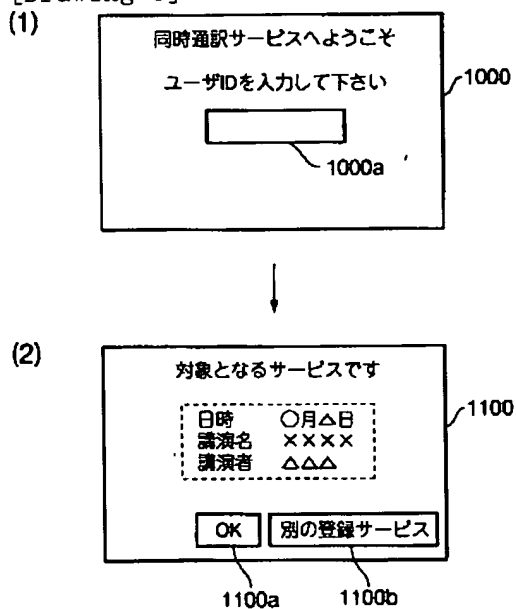 (1)
同時通訳サービスへようこそ
ユーザIDを入力して下さい
1000
1000a
(2)
対象となるサービスです
1100
日時 〇月△日
講演名 ××××
講演者 △△△
OK 別の登録サービス
1100a 1100b